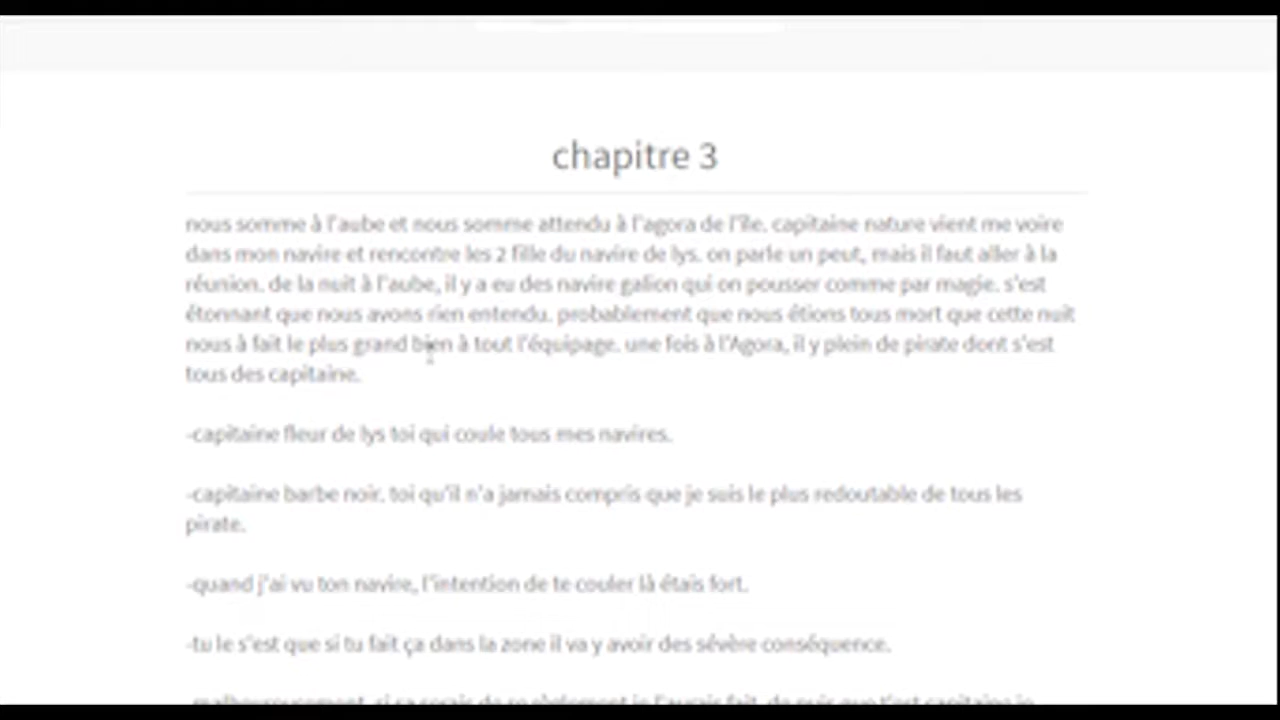 chapitre 3
nous somme à l'aube et nous somme attendu à l'agora de l'île. capitaine nature vient me voire
dans mon navire et rencontre les 2 fille du navire de lys. on parle un peut, mais il faut aller à la
réunion. de la nuit à l'aube, il y a eu des navire galion qui on pousser comme par magie. s'est
étonnant que nous avons rien entendu. probablement que nous étions tous mort que cette nuit
nous à fait le plus grand bien à tout l'équipage. une fois à l'Agora, il y plein de pirate dont s'est
tous des capitaine.
-capitaine fleur de lys toi qui coule tous mes navires.
-capitaine barbe noir. toi qu'il n'a jamais compris que je suis le plus redoutable de tous les
pirate.
-quand j'ai vu ton navire, l'intention de te couler là étais fort.
-tu le s'est que si tu fait ça dans la zone il va y avoir des sévère conséquence.